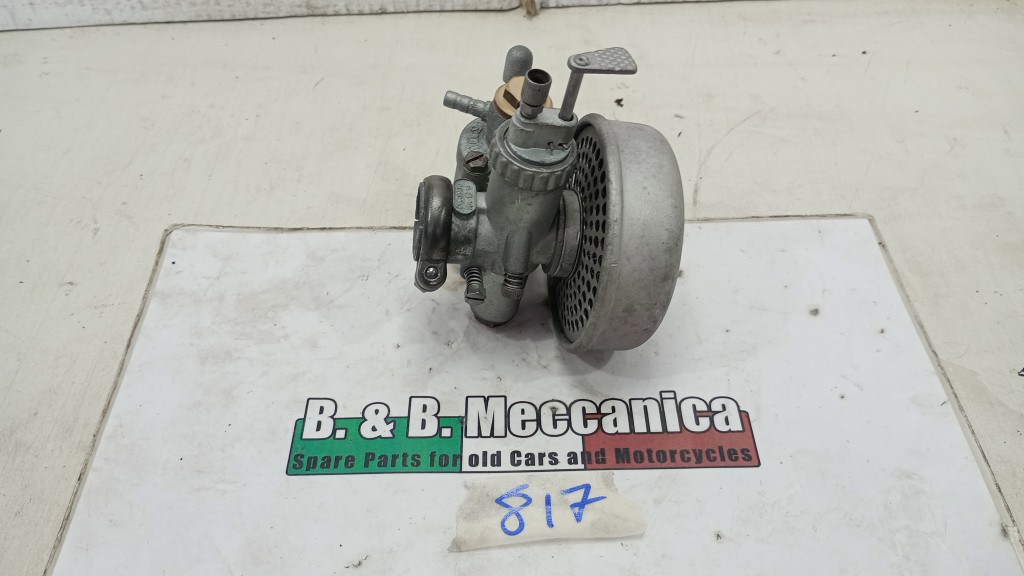 B. & B. Meccanica
Spare Parts for old Cars and Motorcycles
817